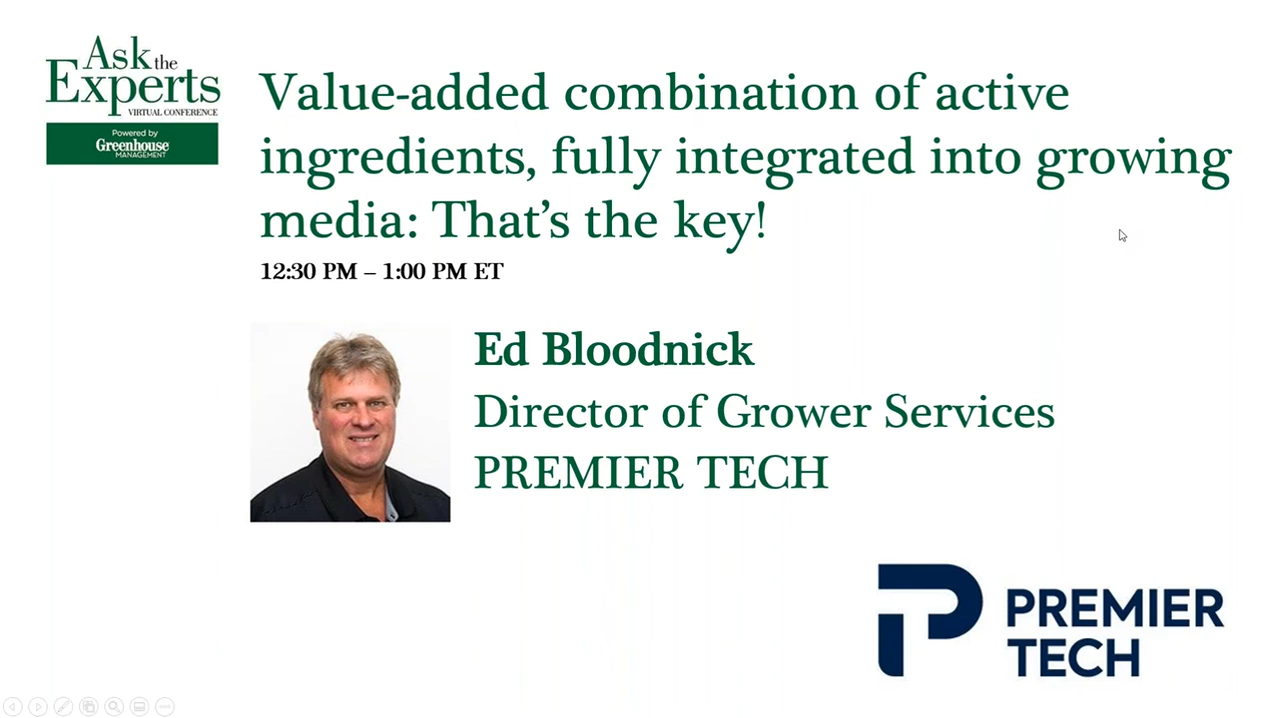 Ask the
Experts
VIRTUAL CONFERENCE
Powered by
Greenhouse
MANAGEMENT
Value-added combination of active
ingredients, fully integrated into growing
media: That’s the key!
12:30 PM – 1:00 PM ET
Ed Bloodnick
Director of Grower Services
PREMIER TECH
PREMIER
TECH